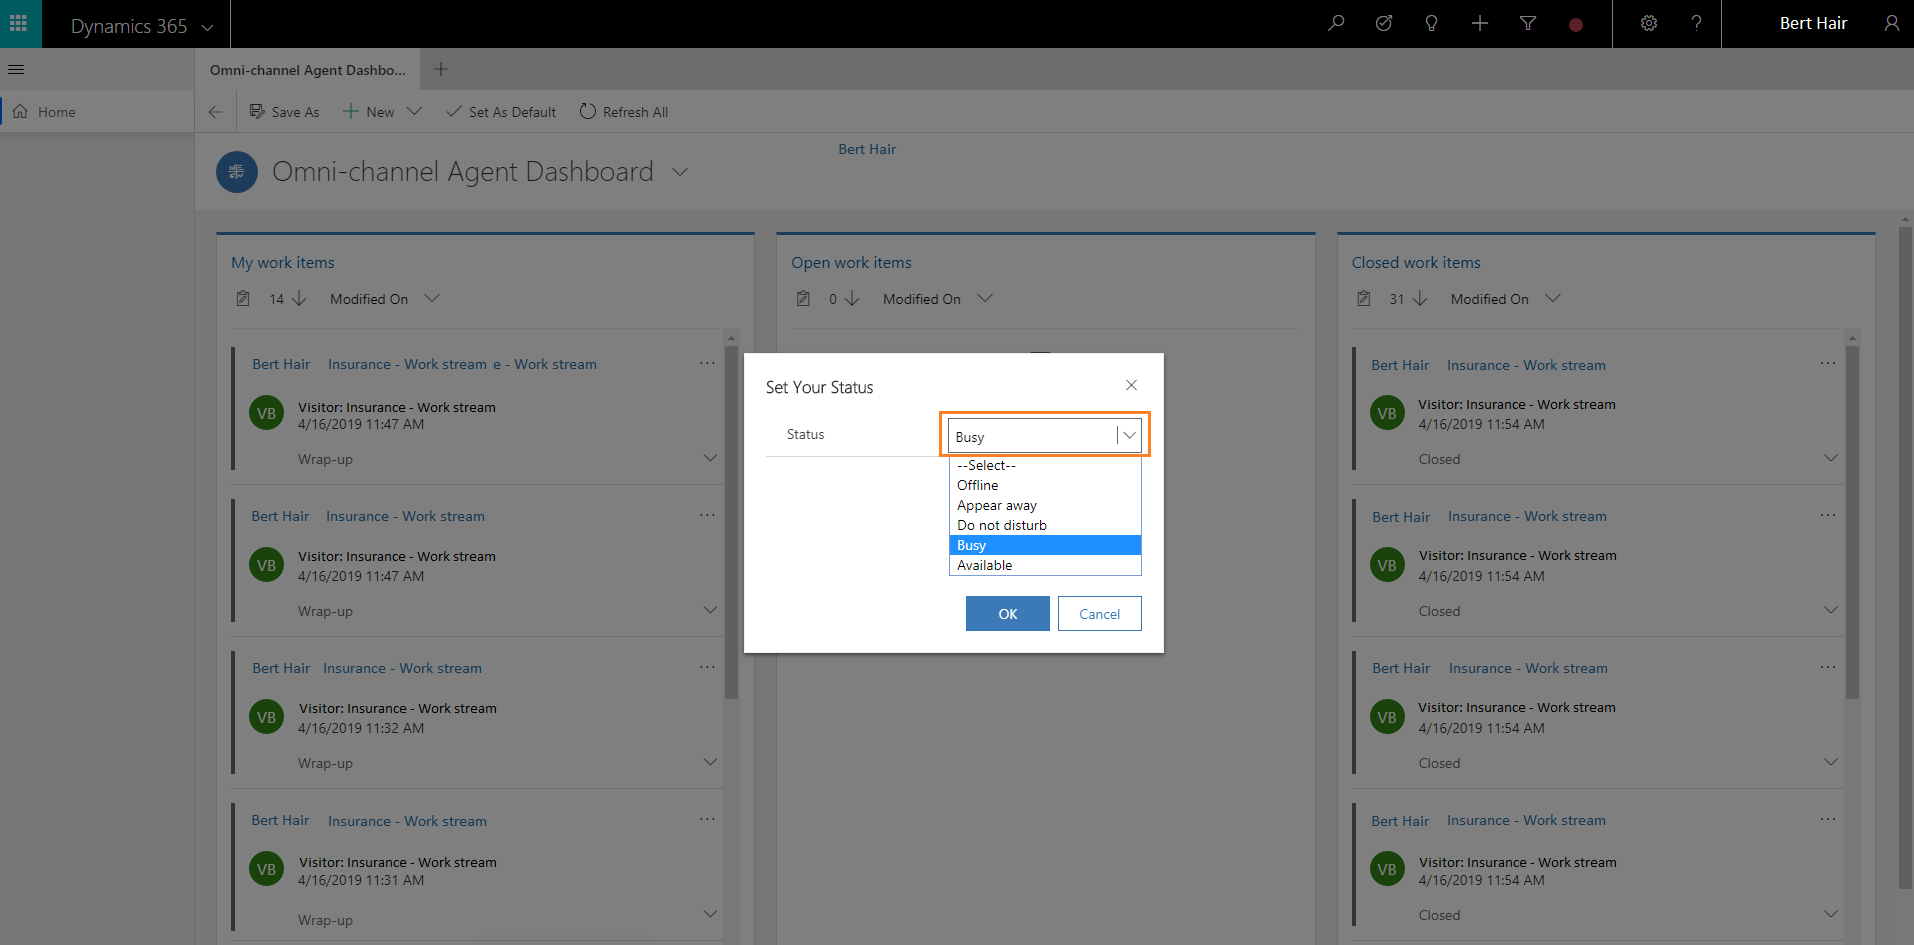 Dynamics 365
Bert Hair
Omni-channel Agent Dashbo...
Home
Save As
New
Set As Default
Refresh All
Bert Hair
Omni-channel Agent Dashboard
My work items
14
Modified On
Bert Hair Insurance - Work stream e - Work stream
VB
Visitor: Insurance - Work stream
4/16/2019 11:47 AM
Wrap-up
Bert Hair Insurance - Work stream
VB
Visitor: Insurance - Work stream
4/16/2019 11:47 AM
Wrap-up
Bert Hair Insurance - Work stream
VB
Visitor: Insurance - Work stream
4/16/2019 11:32 AM
Wrap-up
Bert Hair Insurance - Work stream
VB
Visitor: Insurance - Work stream
4/16/2019 11:31 AM
Wrap-up
Open work items
0
Modified On
Set Your Status
Status
Busy
--Select--
Offline
Appear away
Do not disturb
Busy
Available
OK
Cancel
Closed work items
31
Modified On
Bert Hair Insurance - Work stream
VB
Visitor: Insurance - Work stream
4/16/2019 11:54 AM
Closed
Bert Hair Insurance - Work stream
VB
Visitor: Insurance - Work stream
4/16/2019 11:54 AM
Closed
Bert Hair Insurance - Work stream
VB
Visitor: Insurance - Work stream
4/16/2019 11:54 AM
Closed
Bert Hair Insurance - Work stream
VB
Visitor: Insurance - Work stream
4/16/2019 11:54 AM
Closed